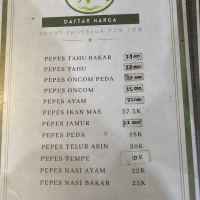 DAFTAR HARGA
sudah termasuk PPN 10%
PEPES TAHU BAKAR
PEPES TAHU
PEPES ONCOM PEDA
PEPES ONCOM
PEPES AYAM
PEPES IKAN MAS 37.5K
PEPES JAMUR
PEPES PEDA 18K
PEPES TELUR ASIN 20K
PEPES TEMPE
PEPES NASI AYAM 22K
PEPES NASI BAKAR 25K